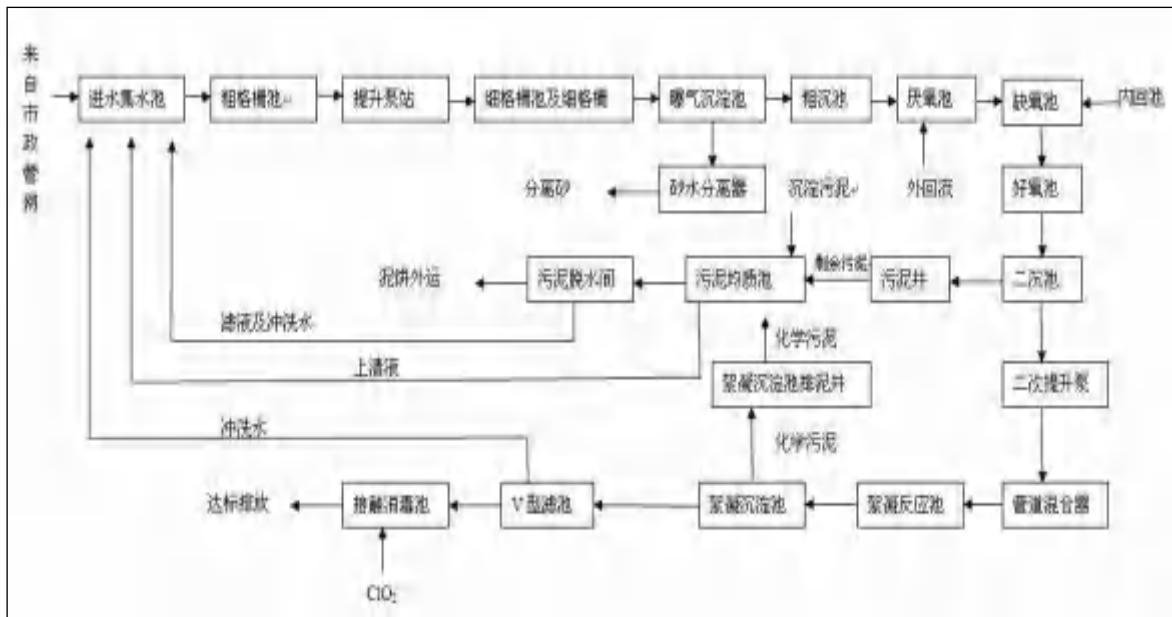 来自市政管网
进水集水池
粗格栅池
提升泵站
细格栅池及细格栅
曝气沉淀池
初沉池
厌氧池
缺氧池
内回池
分离砂
砂水分离器
沉淀污泥
外回流
好氧池
泥饼外运
污泥脱水间
污泥均质池
剩余污泥
污泥井
二沉池
滤液及冲洗水
化学污泥
上清液
絮凝沉淀池排泥井
二次提升泵
冲洗水
化学污泥
达标排放
接触消毒池
V型滤池
絮凝沉淀池
絮凝反应池
管道混合器
ClO₂